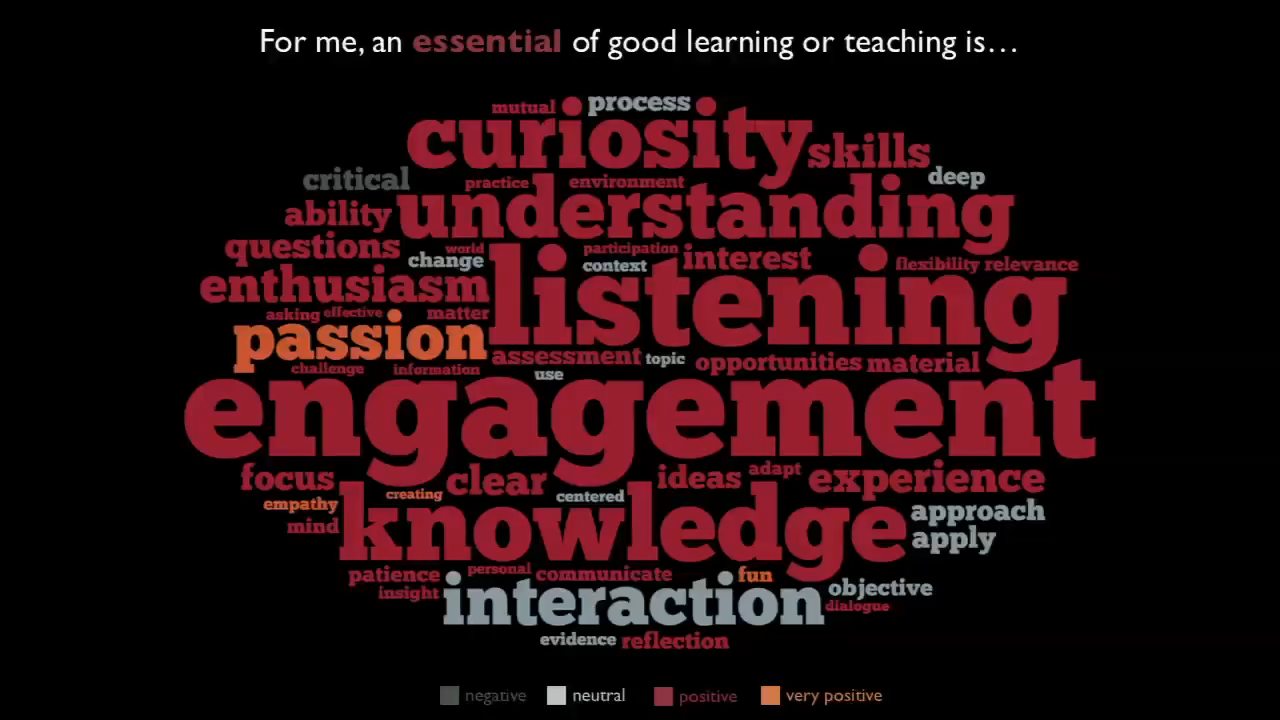 For me, an essential of good learning or teaching is…
mutual process
curiosity skills
critical practice environment deep
ability understanding
questions world participation interest flexibility relevance
change context
enthusiasm listening
asking effective matter
passion assessment topic opportunities material
challenge information use
engagement
focus clear ideas adapt experience
empathy creating centered approach
mind knowledge apply
patience personal communicate fun objective
insight interaction dialogue
evidence reflection
negative neutral positive very positive